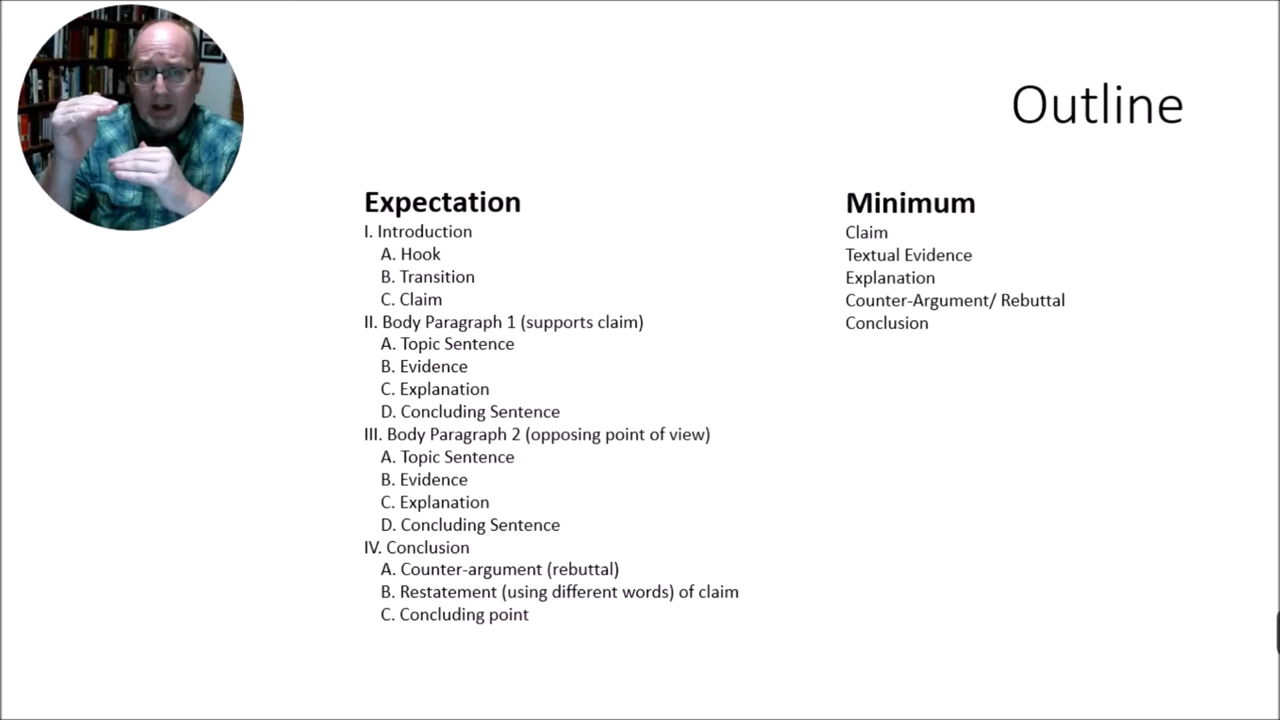 Outline
Expectation
I. Introduction
A. Hook
B. Transition
C. Claim
II. Body Paragraph 1 (supports claim)
A. Topic Sentence
B. Evidence
C. Explanation
D. Concluding Sentence
III. Body Paragraph 2 (opposing point of view)
A. Topic Sentence
B. Evidence
C. Explanation
D. Concluding Sentence
IV. Conclusion
A. Counter-argument (rebuttal)
B. Restatement (using different words) of claim
C. Concluding point
Minimum
Claim
Textual Evidence
Explanation
Counter-Argument/ Rebuttal
Conclusion